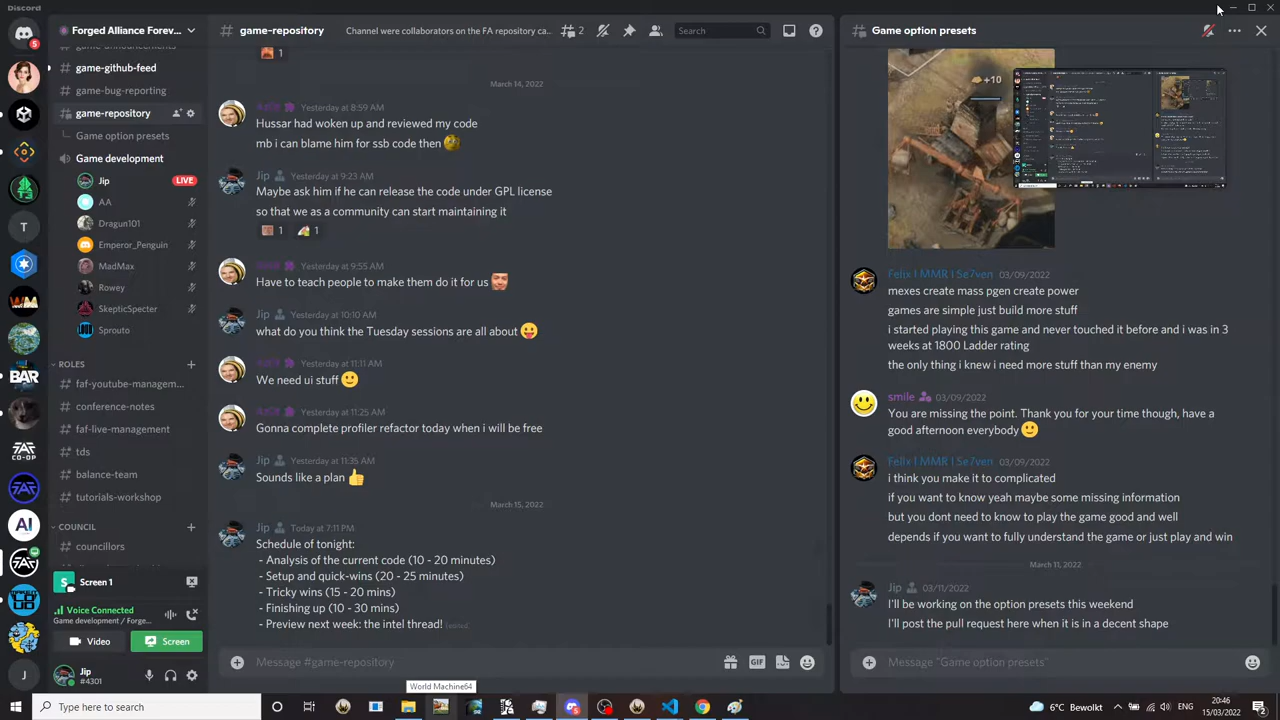 Discord
5
Forged Alliance Forev...
game-announcements
game-github-feed
game-bug-reporting
game-repository
Game option presets
Game development
Jip
LIVE
AA
Dragun101
Emperor_Penguin
MadMax
Rowey
SkepticSpecter
Sprouto
ROLES
faf-youtube-managem...
conference-notes
faf-live-management
tds
balance-team
tutorials-workshop
COUNCIL
councillors
T
BAR
CO-OP
AI
J
Screen 1
Voice Connected
Game development / Forge...
Video
Screen
Jip
#4301
game-repository
Channel were collaborators on the FA repository ca...
2
Search
1
March 14, 2022
Yesterday at 8:59 AM
Hussar had woken up and reviewed my code
mb i can blame him for ssb code then
Jip Yesterday at 9:23 AM
Maybe ask him if he can release the code under GPL license
so that we as a community can start maintaining it
1 1
Yesterday at 9:55 AM
Have to teach people to make them do it for us
Jip Yesterday at 10:10 AM
what do you think the Tuesday sessions are all about
Yesterday at 11:11 AM
We need ui stuff
Yesterday at 11:25 AM
Gonna complete profiler refactor today when i will be free
Jip Yesterday at 11:35 AM
Sounds like a plan
March 15, 2022
Jip Today at 7:11 PM
Schedule of tonight:
- Analysis of the current code (10 - 20 minutes)
- Setup and quick-wins (20 - 25 minutes)
- Tricky wins (15 - 20 mins)
- Finishing up (10 - 30 mins)
- Preview next week: the intel thread! (edited)
Message #game-repository
GIF
World Machine64
Game option presets
+10
Felix | MMR | Se7ven 03/09/2022
mexes create mass pgen create power
games are simple just build more stuff
i started playing this game and never touched it before and i was in 3
weeks at 1800 Ladder rating
the only thing i knew i need more stuff than my enemy
smile 03/09/2022
You are missing the point. Thank you for your time though, have a
good afternoon everybody
Felix | MMR | Se7ven 03/09/2022
i think you make it to complicated
if you want to know yeah maybe some missing information
but you dont need to know to play the game good and well
depends if you want to fully understand the game or just play and win
March 11, 2022
Jip 03/11/2022
I'll be working on the option presets this weekend
I'll post the pull request here when it is in a decent shape
Message "Game option presets"
Type here to search
6°C Bewolkt
20:46
15/03/2022
2